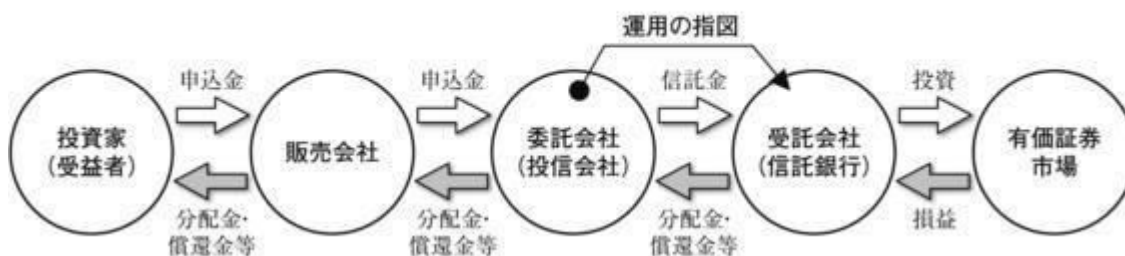 運用の指図
申込金
申込金
信託金
投資
投資家
(受益者)
販売会社
委託会社
(投信会社)
受託会社
(信託銀行)
有価証券
市場
分配金・
償還金等
分配金・
償還金等
分配金・
償還金等
損益